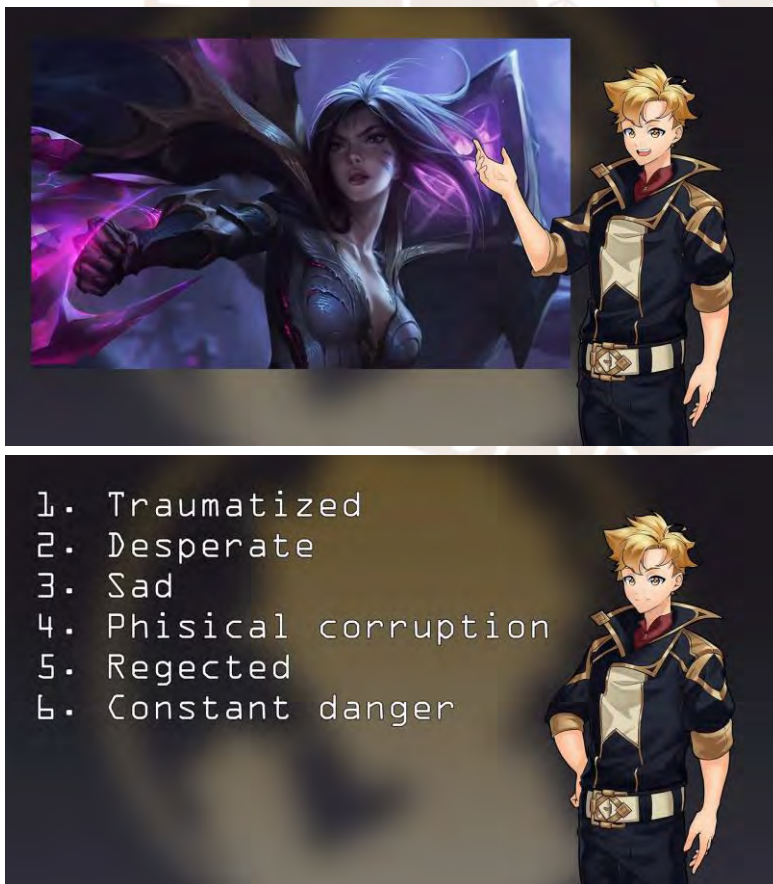 1. Traumatized
2. Desperate
3. Sad
4. Phisical corruption
5. Regected
6. Constant danger